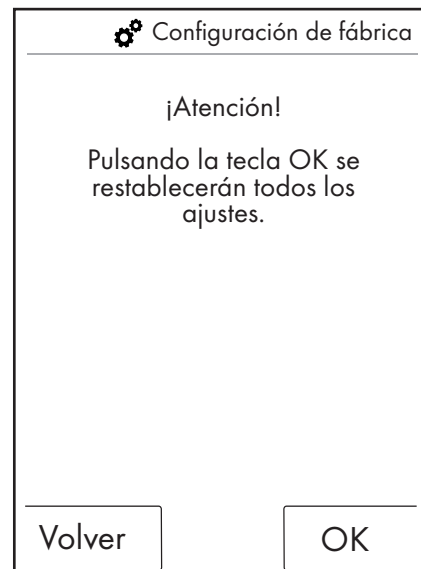 Configuración de fábrica
¡Atención!
Pulsando la tecla OK se
restablecerán todos los
ajustes.
Volver
OK